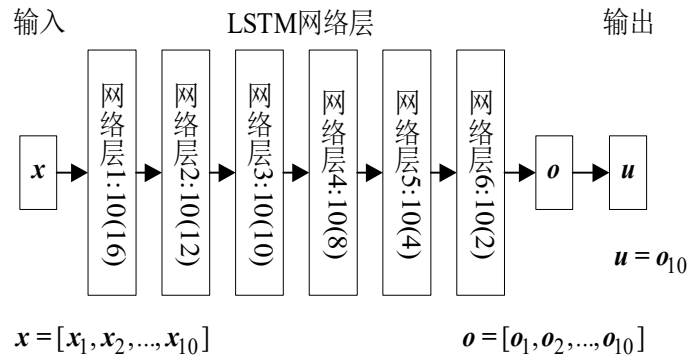 输入 LSTM网络层 输出
x
网络层1:10(16)
网络层2:10(12)
网络层3:10(10)
网络层4:10(8)
网络层5:10(4)
网络层6:10(2)
o
u
u = o₁₀
x = [x₁, x₂, ..., x₁₀]
o = [o₁, o₂, ..., o₁₀]